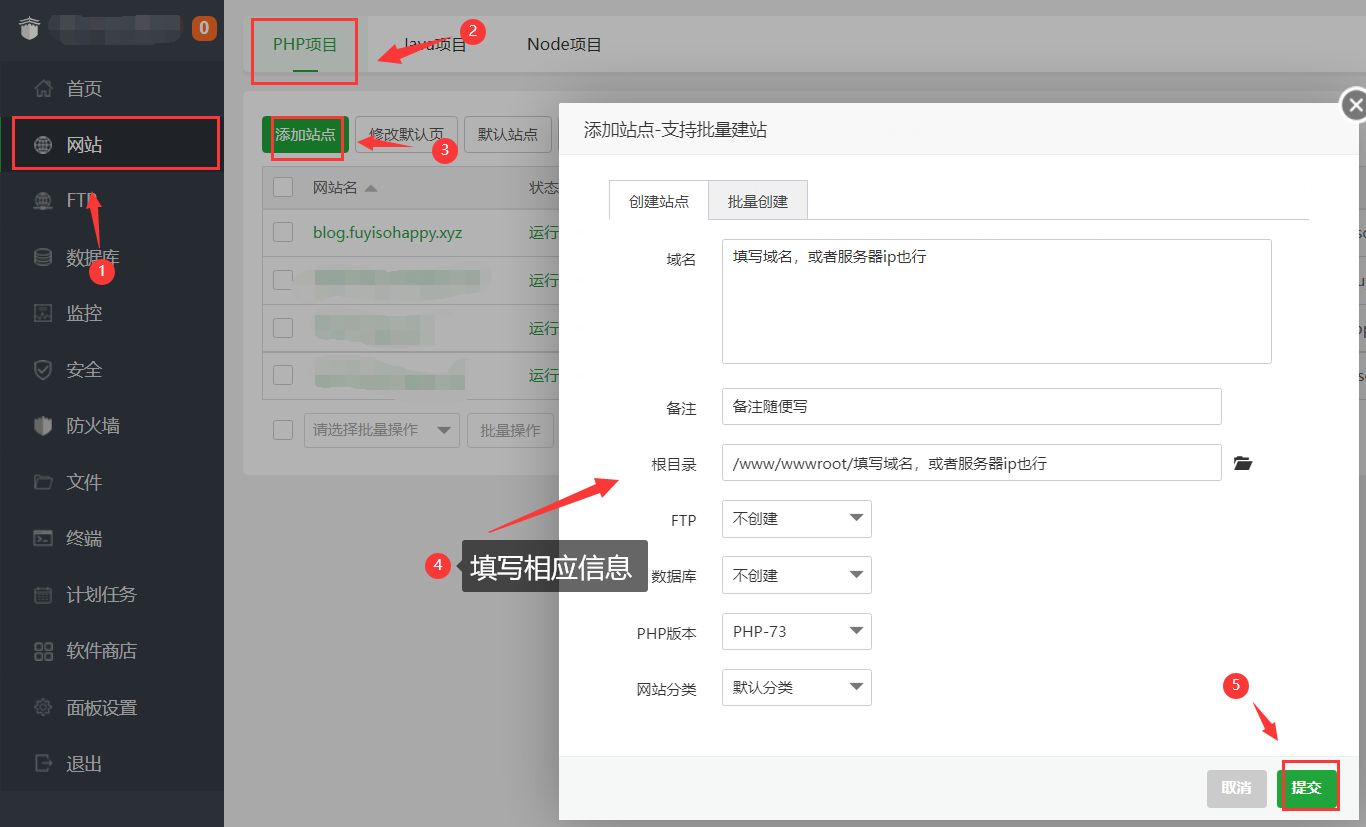 0
首页
网站
FTP
数据库
监控
安全
防火墙
文件
终端
计划任务
软件商店
面板设置
退出
1
PHP项目
Java项目
Node项目
2
添加站点
修改默认页
默认站点
3
网站名
状态
blog.fuyisohappy.xyz
运行
运行
运行
运行
请选择批量操作
批量操作
添加站点-支持批量建站
创建站点
批量创建
域名
填写域名，或者服务器ip也行
备注
备注随便写
根目录
/www/wwwroot/填写域名，或者服务器ip也行
FTP
不创建
4
填写相应信息
数据库
不创建
PHP版本
PHP-73
网站分类
默认分类
5
取消
提交